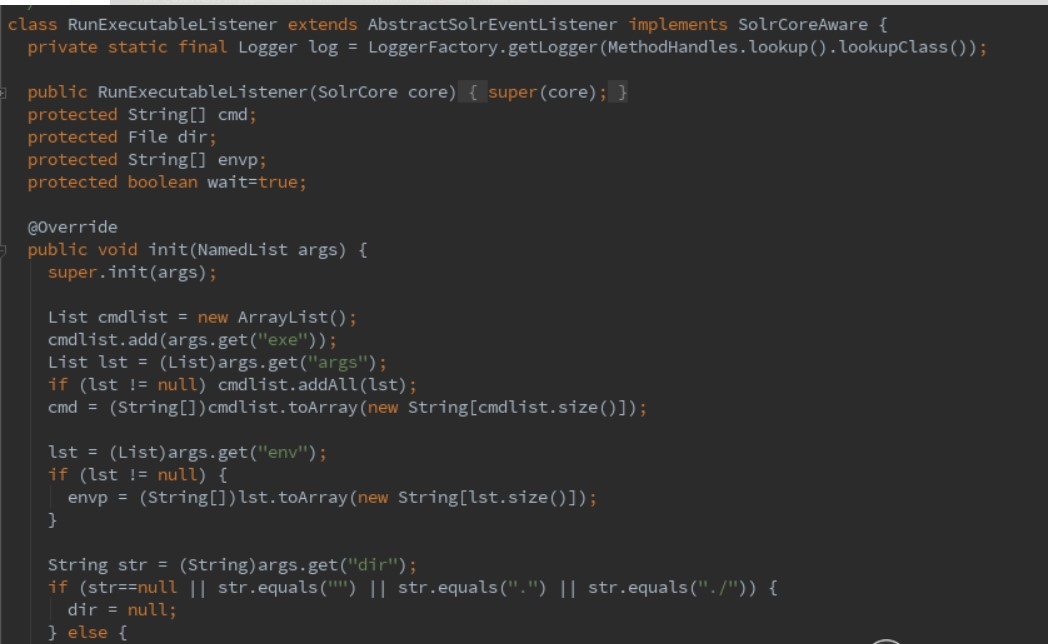 class RunExecutableListener extends AbstractSolrEventListener implements SolrCoreAware {
private static final Logger log = LoggerFactory.getLogger(MethodHandles.lookup().lookupClass());
public RunExecutableListener(SolrCore core) { super(core); }
protected String[] cmd;
protected File dir;
protected String[] envp;
protected boolean wait=true;
@Override
public void init(NamedList args) {
super.init(args);
List cmdlist = new ArrayList();
cmdlist.add(args.get("exe"));
List lst = (List)args.get("args");
if (lst != null) cmdlist.addAll(lst);
cmd = (String[])cmdlist.toArray(new String[cmdlist.size()]);
lst = (List)args.get("env");
if (lst != null) {
envp = (String[])lst.toArray(new String[lst.size()]);
}
String str = (String)args.get("dir");
if (str==null || str.equals("") || str.equals(".") || str.equals("./")) {
dir = null;
} else {